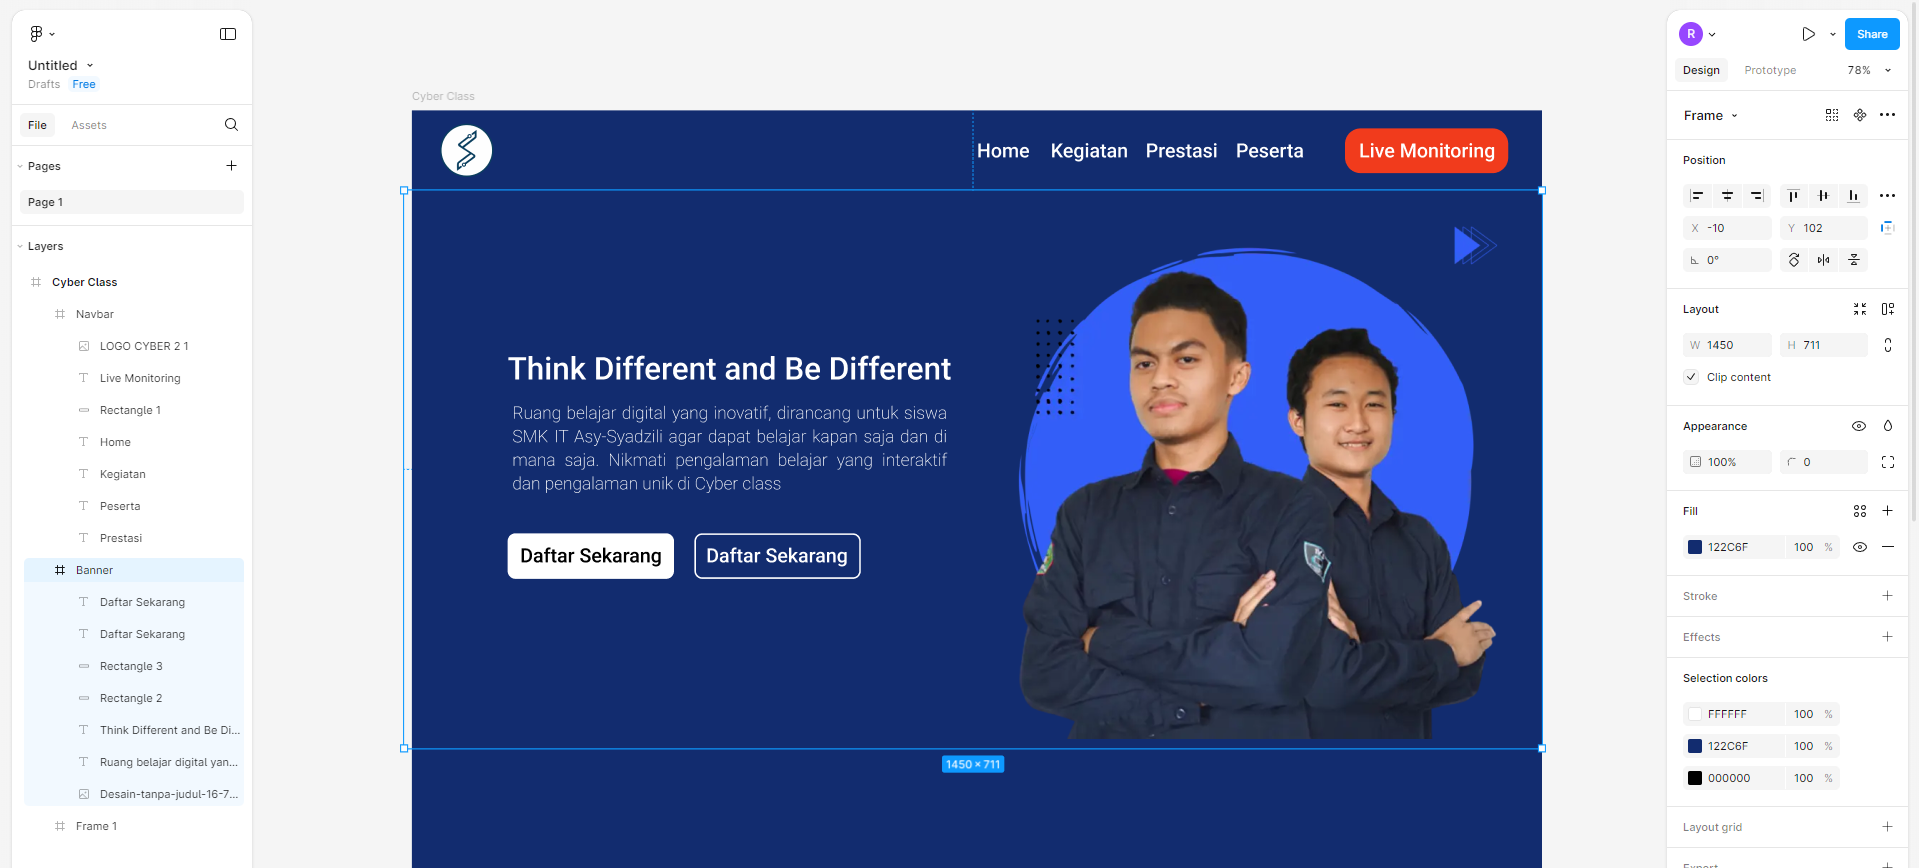 Untitled
Drafts Free
File Assets
Pages
Page 1
Layers
Cyber Class
Navbar
LOGO CYBER 2 1
Live Monitoring
Rectangle 1
Home
Kegiatan
Peserta
Prestasi
Banner
Daftar Sekarang
Daftar Sekarang
Rectangle 3
Rectangle 2
Think Different and Be Di...
Ruang belajar digital yan...
Desain-tanpa-judul-16-7...
Frame 1
Cyber Class
Home Kegiatan Prestasi Peserta Live Monitoring
Think Different and Be Different
Ruang belajar digital yang inovatif, dirancang untuk siswa
SMK IT Asy-Syadzili agar dapat belajar kapan saja dan di
mana saja. Nikmati pengalaman belajar yang interaktif
dan pengalaman unik di Cyber class
Daftar Sekarang Daftar Sekarang
1450 × 711
R Share
Design Prototype 78%
Frame
Position
X -10 Y 102
0°
Layout
W 1450 H 711
Clip content
Appearance
100% 0
Fill
122C6F 100 %
Stroke
Effects
Selection colors
FFFFFF 100 %
122C6F 100 %
000000 100 %
Layout grid